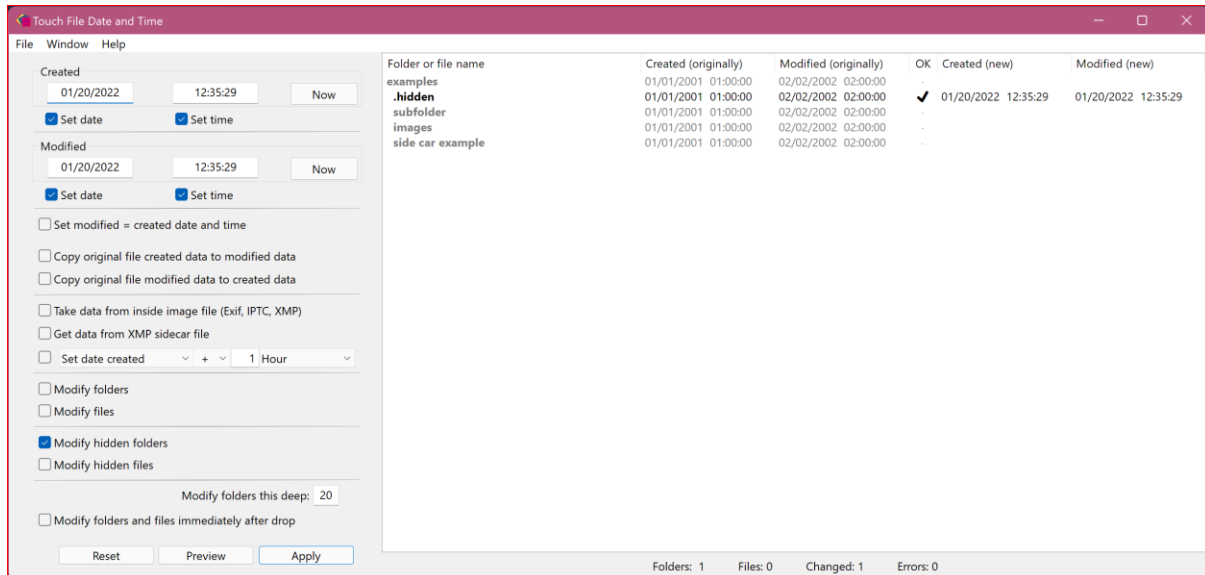 Touch File Date and Time
File Window Help
Created
01/20/2022 12:35:29 Now
Set date Set time
Modified
01/20/2022 12:35:29 Now
Set date Set time
Set modified = created date and time
Copy original file created data to modified data
Copy original file modified data to created data
Take data from inside image file (Exif, IPTC, XMP)
Get data from XMP sidecar file
Set date created + 1 Hour
Modify folders
Modify files
Modify hidden folders
Modify hidden files
Modify folders this deep: 20
Modify folders and files immediately after drop
Reset Preview Apply
Folder or file name Created (originally) Modified (originally) OK Created (new) Modified (new)
examples 01/01/2001 01:00:00 02/02/2002 02:00:00 -
.hidden 01/01/2001 01:00:00 02/02/2002 02:00:00 ✔ 01/20/2022 12:35:29 01/20/2022 12:35:29
subfolder 01/01/2001 01:00:00 02/02/2002 02:00:00 -
images 01/01/2001 01:00:00 02/02/2002 02:00:00 -
side car example 01/01/2001 01:00:00 02/02/2002 02:00:00 -
Folders: 1 Files: 0 Changed: 1 Errors: 0